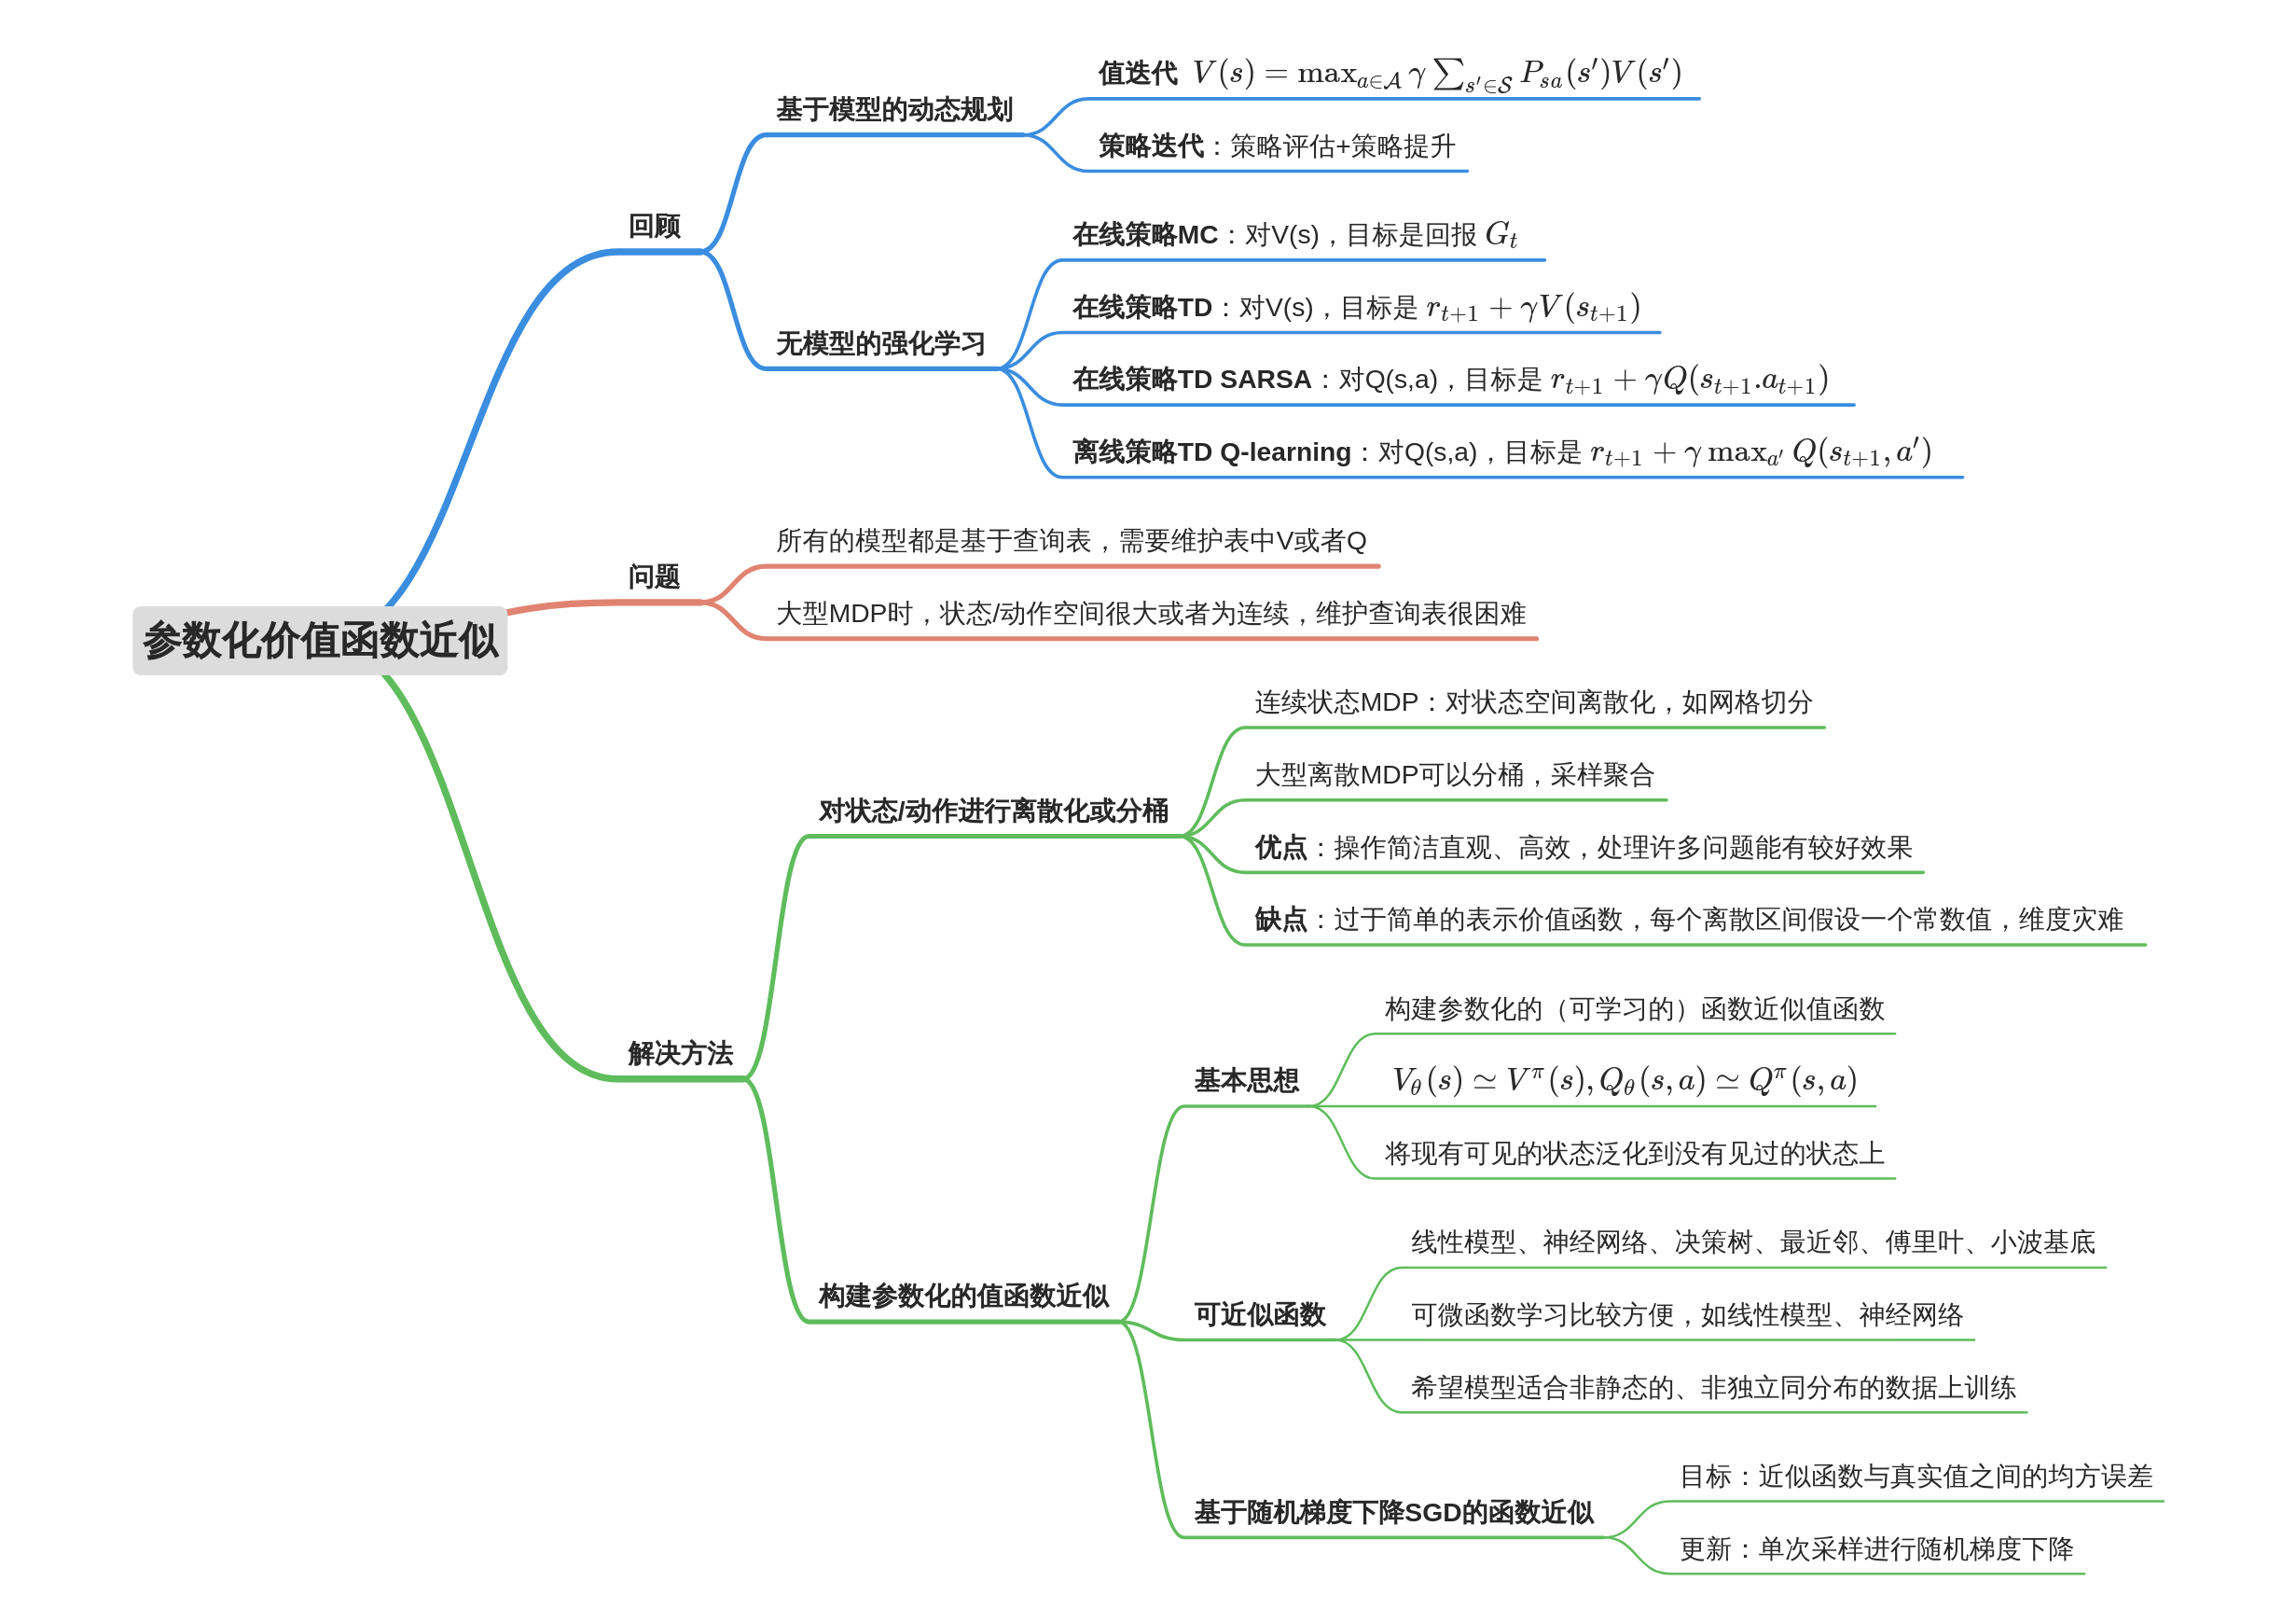 参数化价值函数近似
回顾
基于模型的动态规划
值迭代 V(s) = max_{a∈𝒜} γ ∑_{s′∈𝒮} P_{sa}(s′)V(s′)
策略迭代：策略评估+策略提升
无模型的强化学习
在线策略MC：对V(s)，目标是回报 G_t
在线策略TD：对V(s)，目标是 r_{t+1} + γV(s_{t+1})
在线策略TD SARSA：对Q(s,a)，目标是 r_{t+1} + γQ(s_{t+1}.a_{t+1})
离线策略TD Q-learning：对Q(s,a)，目标是 r_{t+1} + γ max_{a′} Q(s_{t+1}, a′)
问题
所有的模型都是基于查询表，需要维护表中V或者Q
大型MDP时，状态/动作空间很大或者为连续，维护查询表很困难
解决方法
对状态/动作进行离散化或分桶
连续状态MDP：对状态空间离散化，如网格切分
大型离散MDP可以分桶，采样聚合
优点：操作简洁直观、高效，处理许多问题能有较好效果
缺点：过于简单的表示价值函数，每个离散区间假设一个常数值，维度灾难
构建参数化的值函数近似
基本思想
构建参数化的（可学习的）函数近似值函数
V_θ(s) ≃ V^π(s), Q_θ(s, a) ≃ Q^π(s, a)
将现有可见的状态泛化到没有见过的状态上
可近似函数
线性模型、神经网络、决策树、最近邻、傅里叶、小波基底
可微函数学习比较方便，如线性模型、神经网络
希望模型适合非静态的、非独立同分布的数据上训练
基于随机梯度下降SGD的函数近似
目标：近似函数与真实值之间的均方误差
更新：单次采样进行随机梯度下降